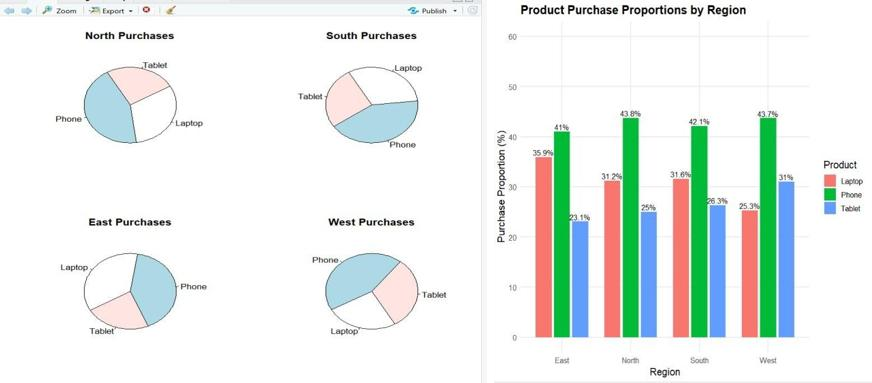 Zoom Export Publish
North Purchases
Tablet
Phone
Laptop
South Purchases
Laptop
Tablet
Phone
East Purchases
Laptop
Phone
Tablet
West Purchases
Phone
Tablet
Laptop
Product Purchase Proportions by Region
Purchase Proportion (%)
60
50
40
30
20
10
0
35.9%
41%
23.1%
31.2%
43.8%
25%
31.6%
42.1%
26.3%
25.3%
43.7%
31%
East
North
South
West
Region
Product
Laptop
Phone
Tablet